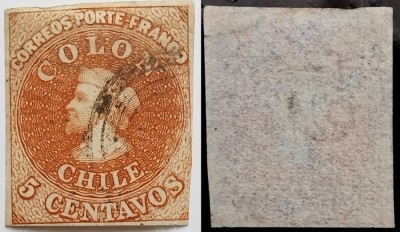 CORREOS PORTE FRANCO
COLON
CHILE
5 CENTAVOS